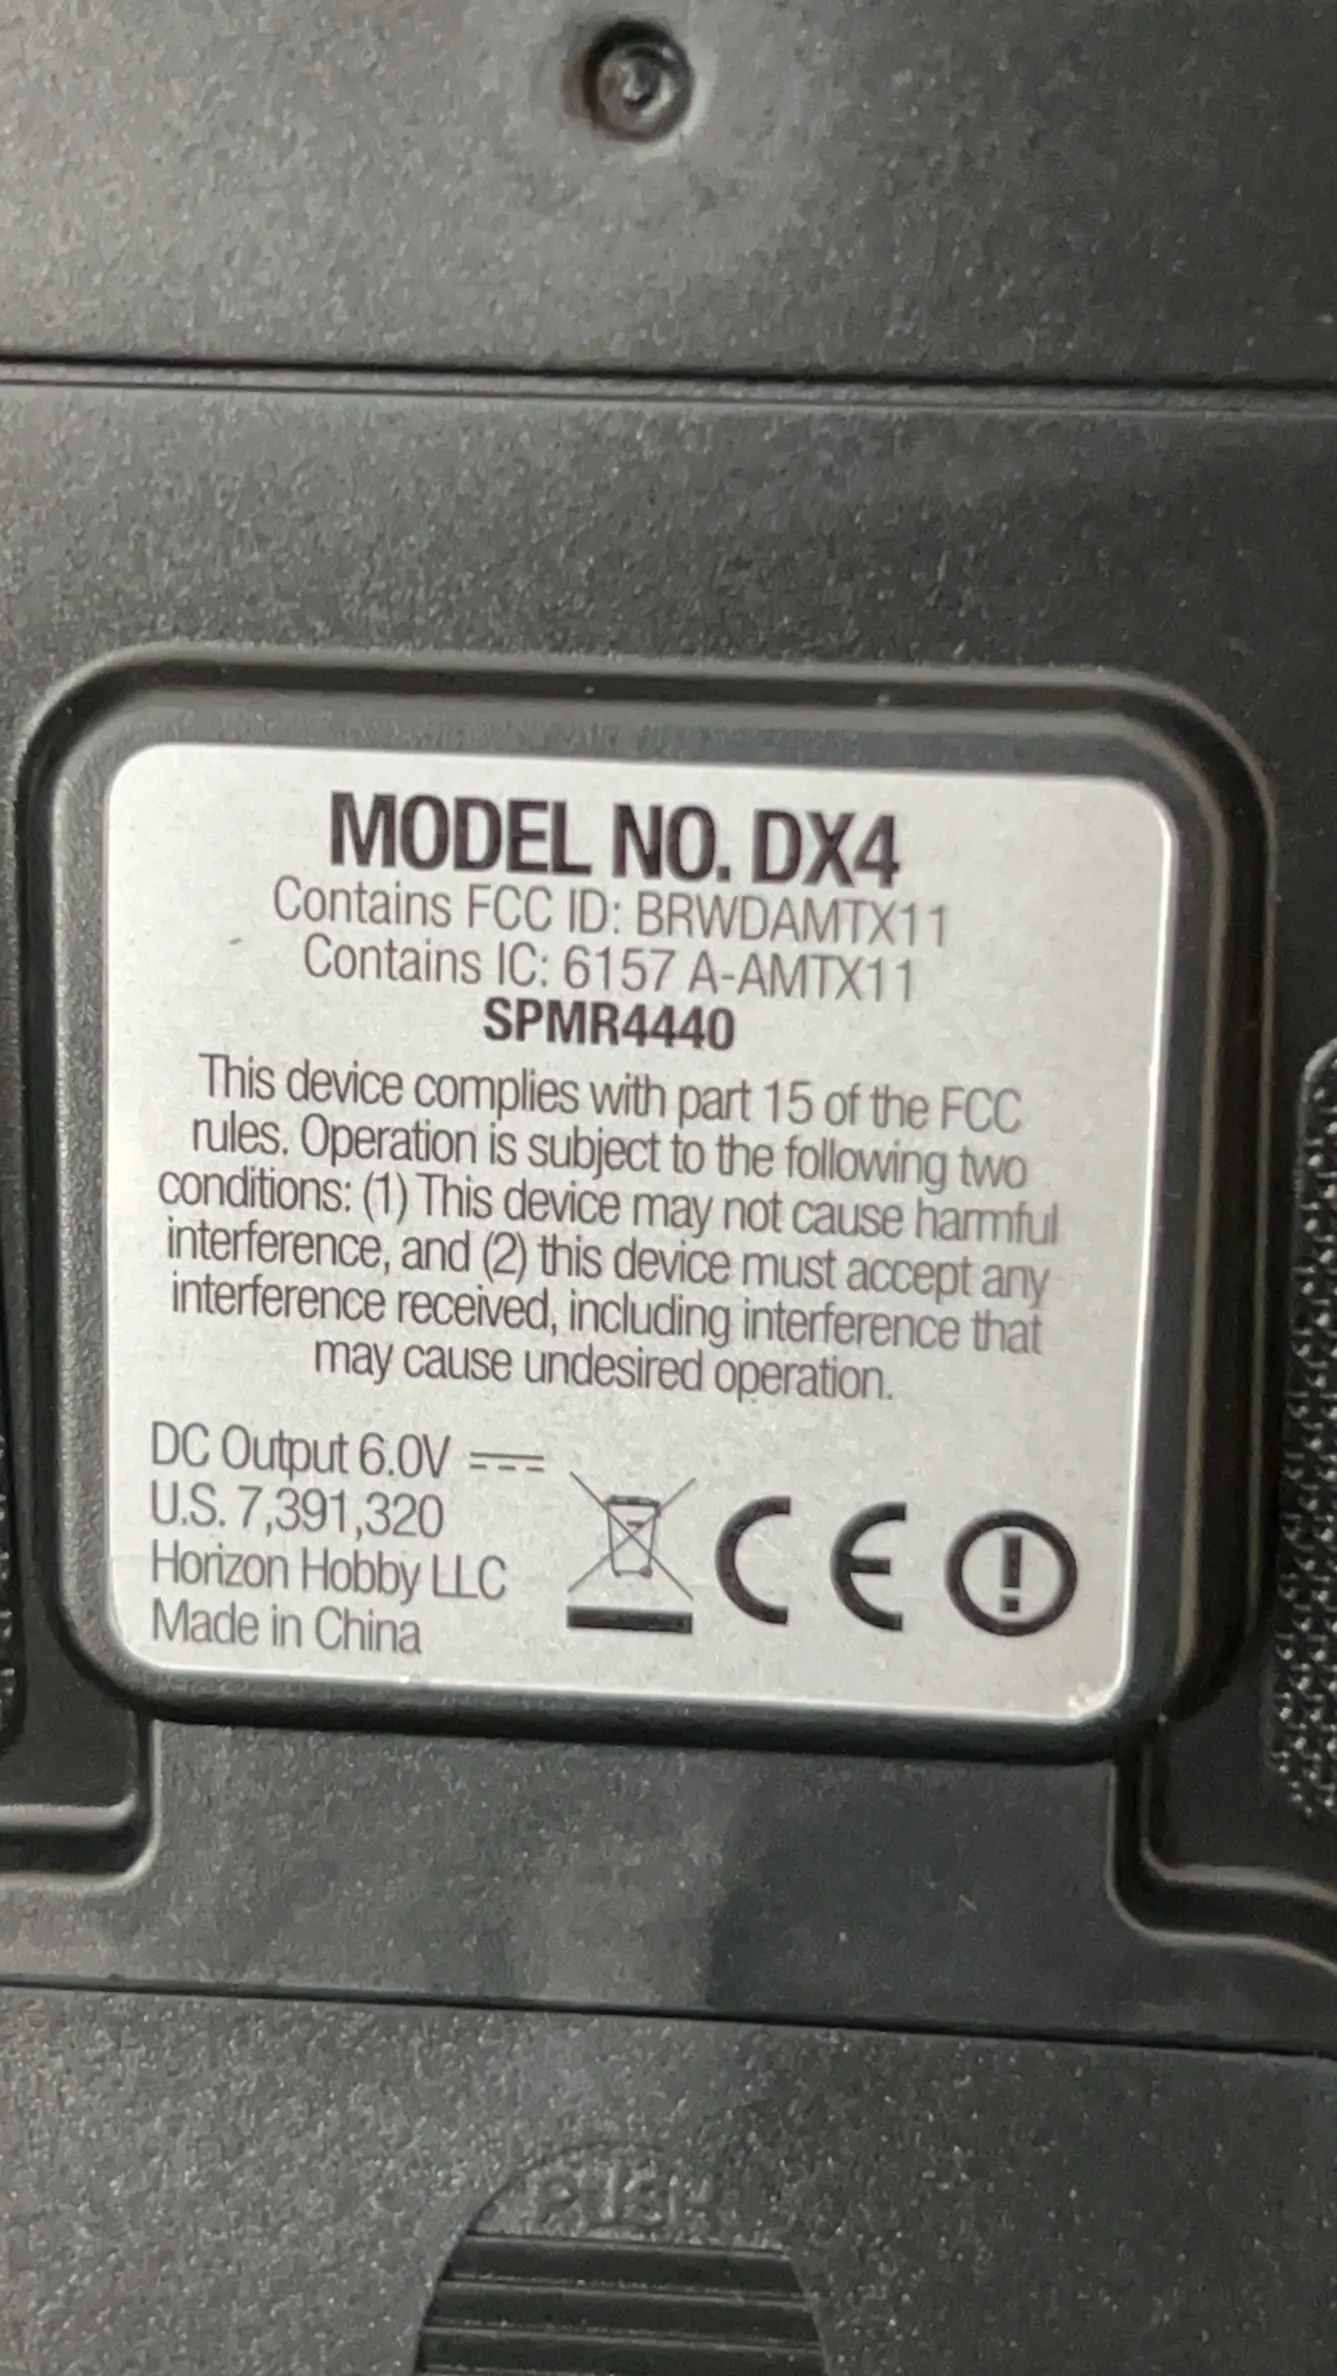 MODEL NO. DX4
Contains FCC ID: BRWDAMTX11
Contains IC: 6157 A-AMTX11
SPMR4440
This device complies with part 15 of the FCC
rules. Operation is subject to the following two
conditions: (1) This device may not cause harmful
interference, and (2) this device must accept any
interference received, including interference that
may cause undesired operation.
DC Output 6.0V
U.S. 7,391,320
Horizon Hobby LLC
Made in China
CE
PUSH